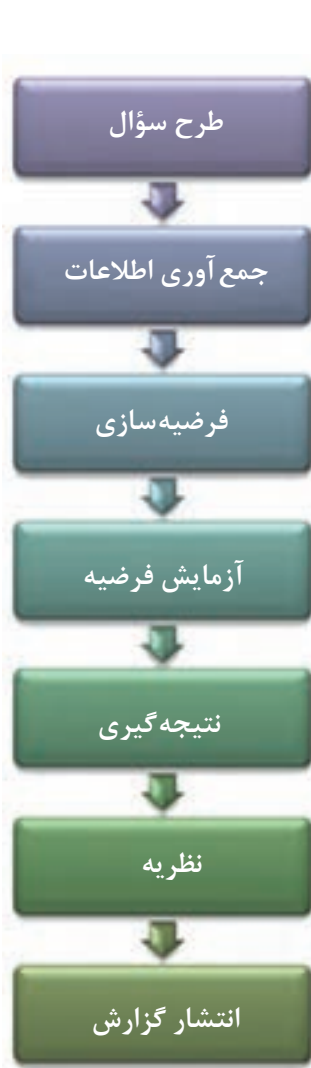 طرح سؤال
جمع‌آوری اطلاعات
فرضیه‌سازی
آزمایش فرضیه
نتیجه‌گیری
نظریه
انتشار گزارش